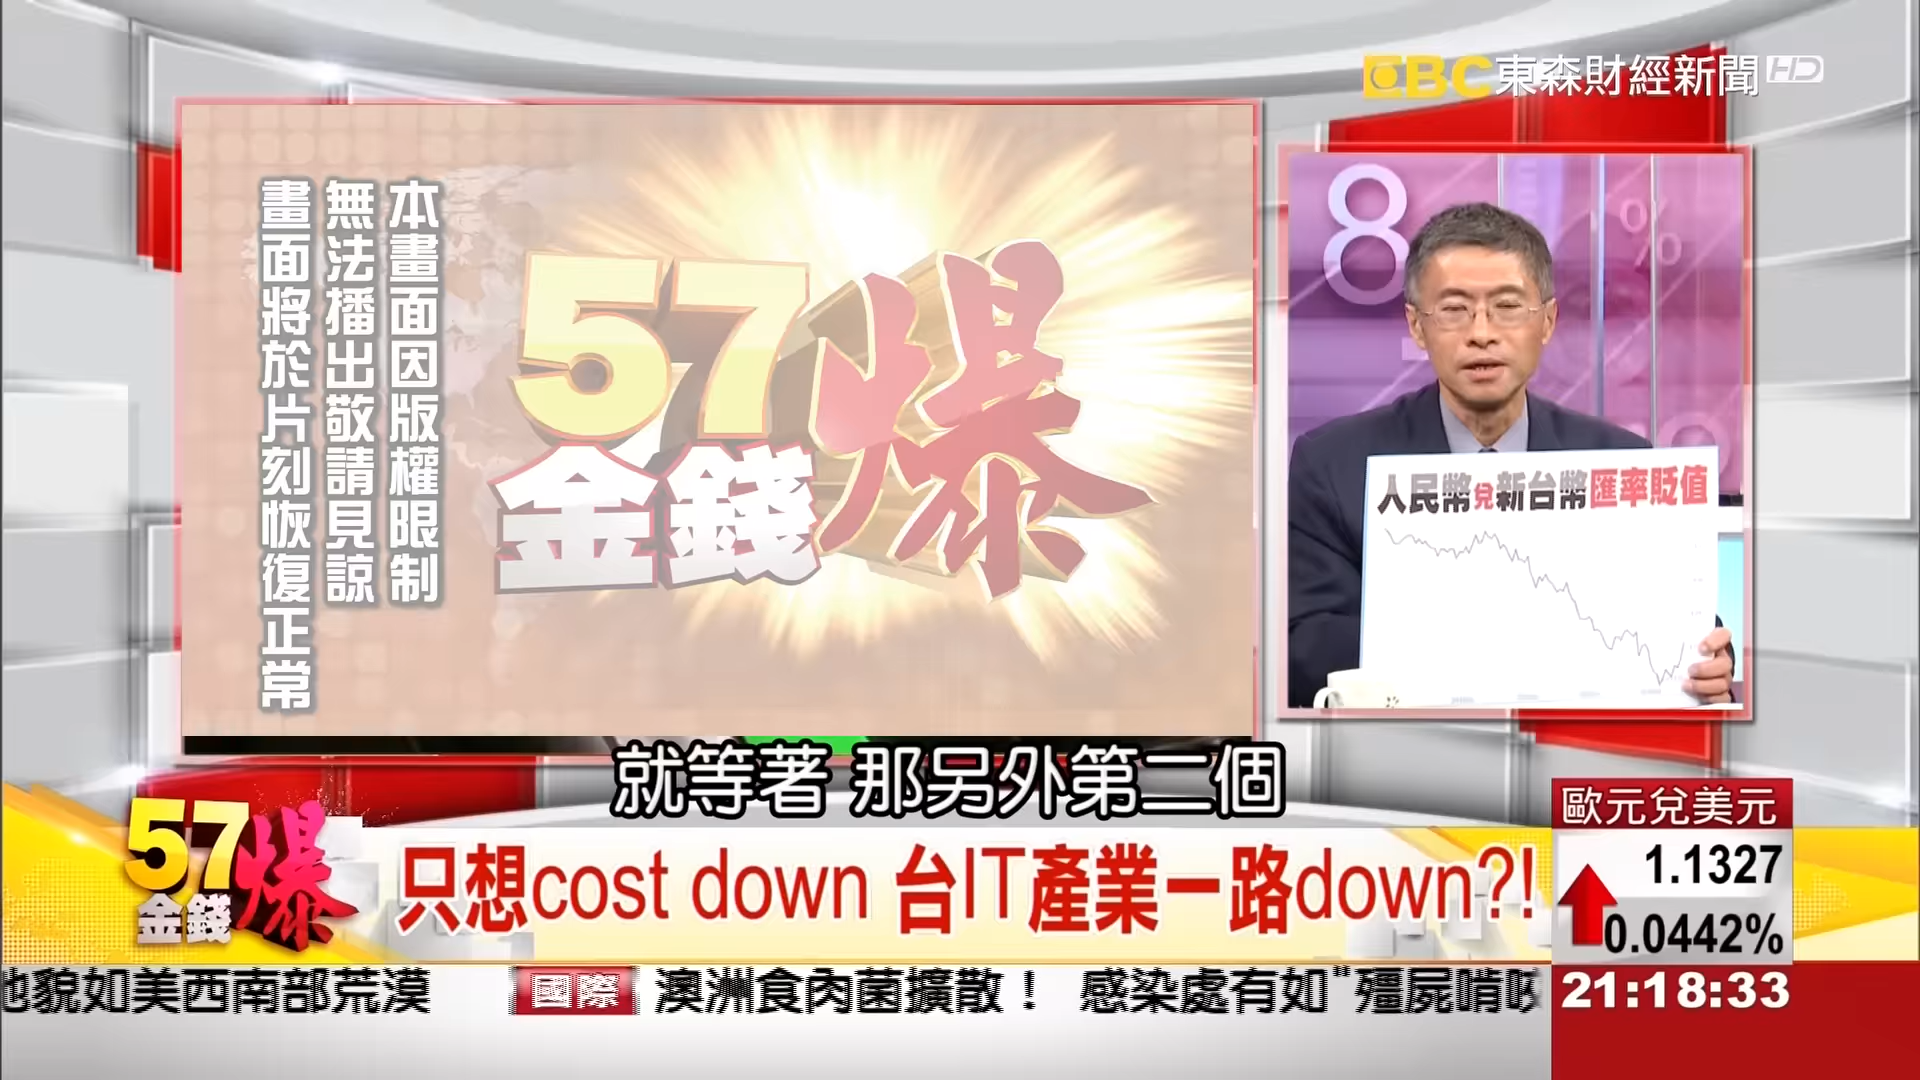 EBC東森財經新聞HD
本畫面因版權限制
無法播出敬請見諒
畫面將於片刻恢復正常
57
金錢爆
8
%
%
人民幣兌新台幣匯率貶值
就等著 那另外第二個
57
金錢爆
只想cost down 台IT產業一路down?!
歐元兌美元
1.1327
0.0442%
貌如美西南部荒漠
國際
澳洲食肉菌擴散！ 感染處有如"殭屍啃咬
21:18:33